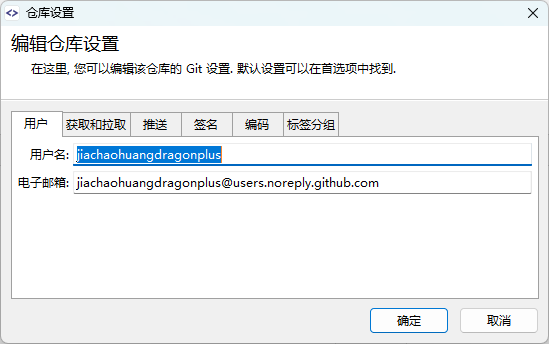 仓库设置
编辑仓库设置
在这里, 您可以编辑该仓库的 Git 设置. 默认设置可以在首选项中找到.
用户 获取和拉取 推送 签名 编码 标签分组
用户名: jiachaohuangdragonplus
电子邮箱: jiachaohuangdragonplus@users.noreply.github.com
确定 取消